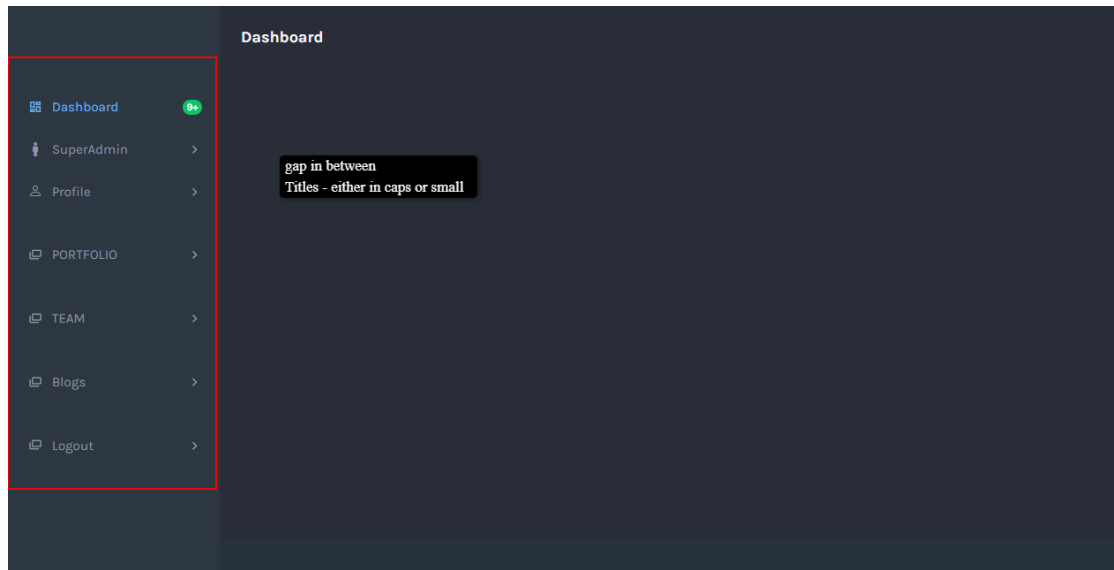 Dashboard
Dashboard 9+
SuperAdmin
Profile
PORTFOLIO
TEAM
Blogs
Logout
gap in between
Titles - either in caps or small